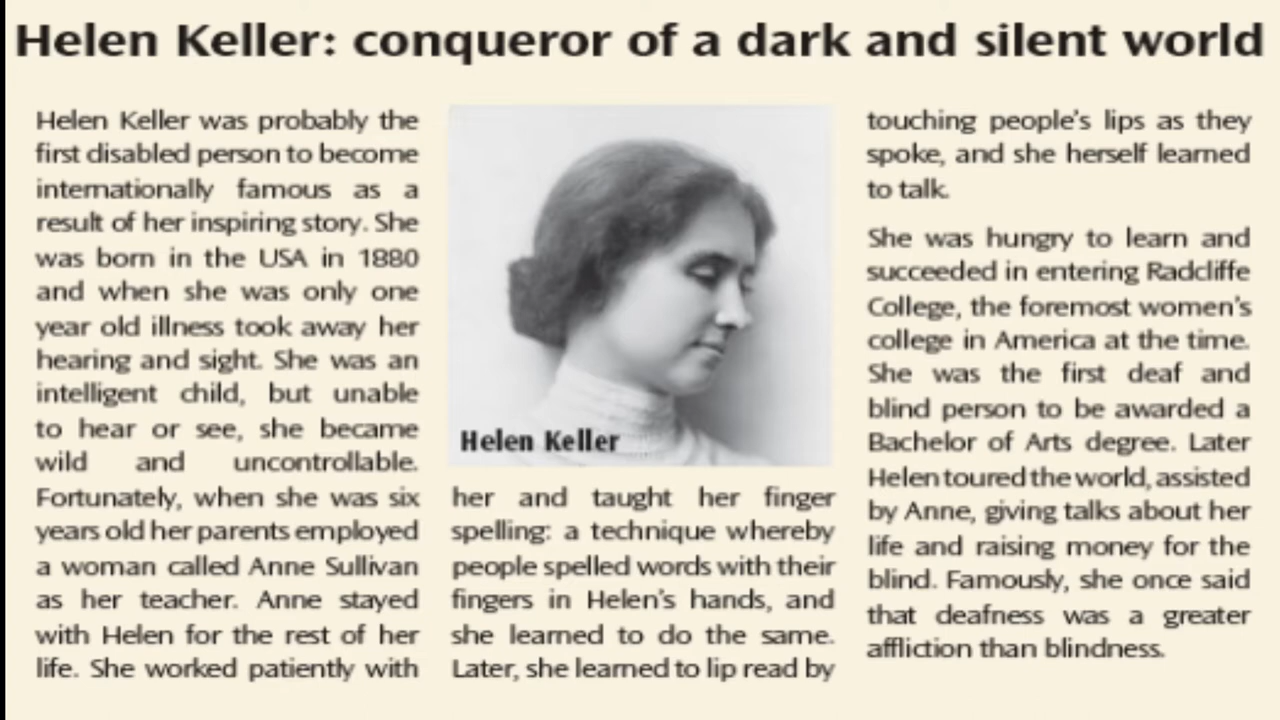 Helen Keller: conqueror of a dark and silent world
Helen Keller was probably the
first disabled person to become
internationally famous as a
result of her inspiring story. She
was born in the USA in 1880
and when she was only one
year old illness took away her
hearing and sight. She was an
intelligent child, but unable
to hear or see, she became
wild and uncontrollable.
Fortunately, when she was six
years old her parents employed
a woman called Anne Sullivan
as her teacher. Anne stayed
with Helen for the rest of her
life. She worked patiently with
Helen Keller
her and taught her finger
spelling: a technique whereby
people spelled words with their
fingers in Helen's hands, and
she learned to do the same.
Later, she learned to lip read by
touching people's lips as they
spoke, and she herself learned
to talk.
She was hungry to learn and
succeeded in entering Radcliffe
College, the foremost women's
college in America at the time.
She was the first deaf and
blind person to be awarded a
Bachelor of Arts degree. Later
Helen toured the world, assisted
by Anne, giving talks about her
life and raising money for the
blind. Famously, she once said
that deafness was a greater
affliction than blindness.